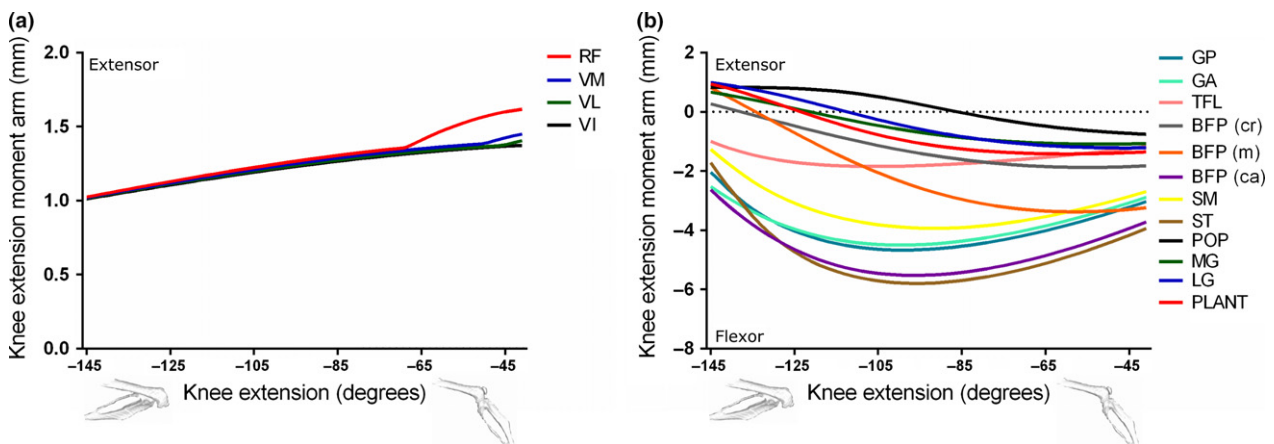 (a)
Knee extension moment arm (mm)
2.0
1.5
1.0
0.5
0.0
Extensor
RF
VM
VL
VI
−145
−125
−105
−85
−65
−45
Knee extension (degrees)
(b)
Knee extension moment arm (mm)
2
0
−2
−4
−6
−8
Extensor
Flexor
GP
GA
TFL
BFP (cr)
BFP (m)
BFP (ca)
SM
ST
POP
MG
LG
PLANT
−145
−125
−105
−85
−65
−45
Knee extension (degrees)